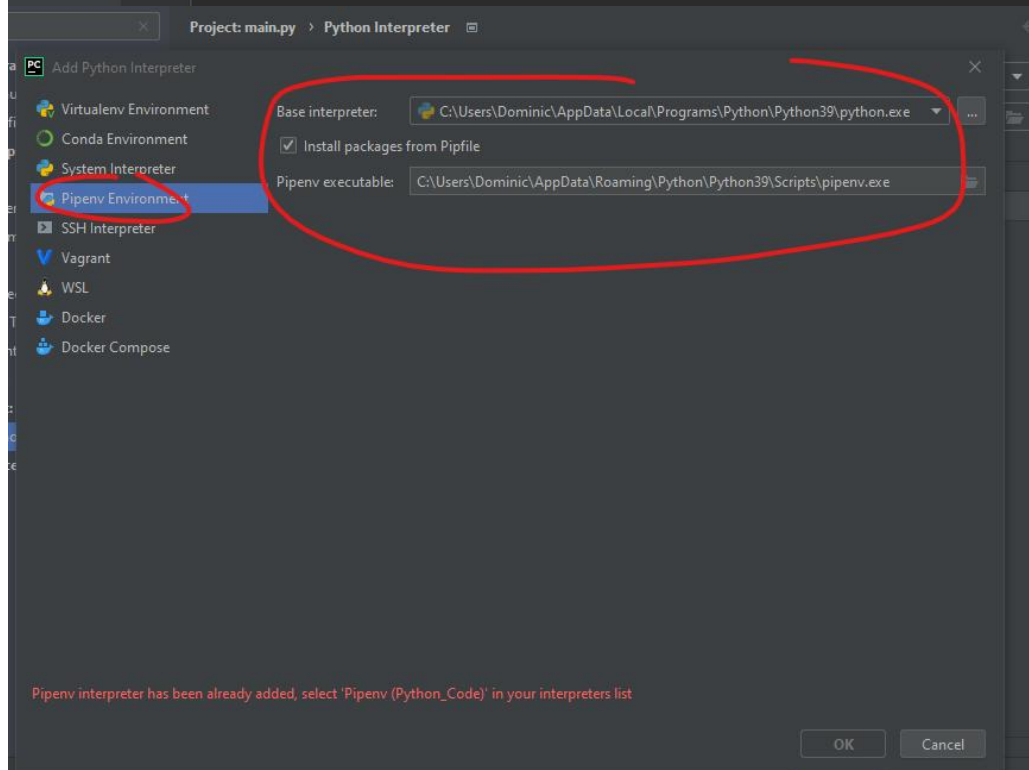 Project: main.py › Python Interpreter
PC Add Python Interpreter
Virtualenv Environment
Conda Environment
System Interpreter
Pipenv Environment
SSH Interpreter
Vagrant
WSL
Docker
Docker Compose
Base interpreter: C:\Users\Dominic\AppData\Local\Programs\Python\Python39\python.exe ...
Install packages from Pipfile
Pipenv executable: C:\Users\Dominic\AppData\Roaming\Python\Python39\Scripts\pipenv.exe
Pipenv interpreter has been already added, select 'Pipenv (Python_Code)' in your interpreters list
OK Cancel